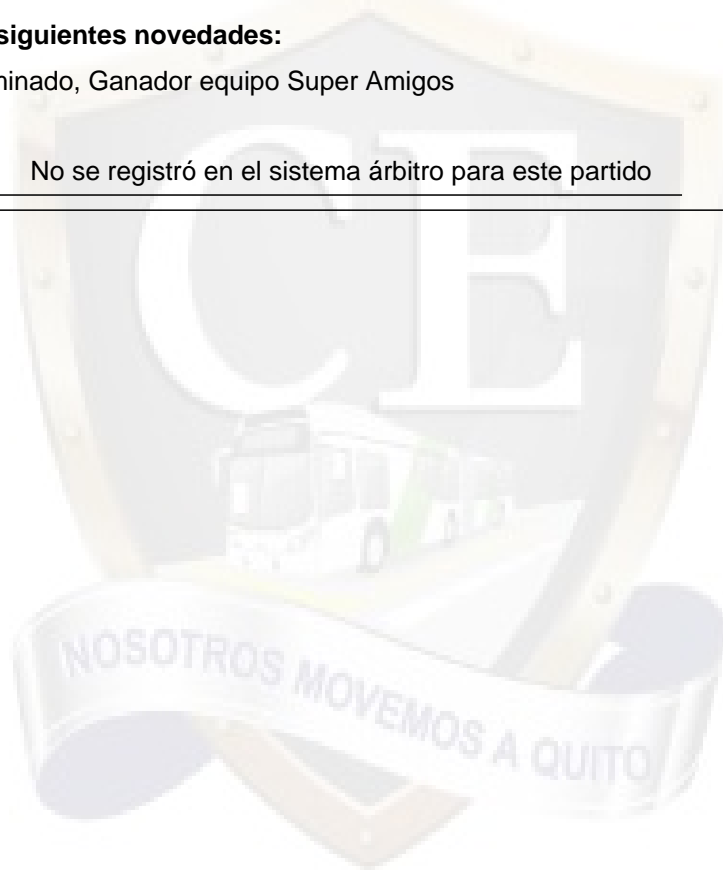 siguientes novedades:
minado, Ganador equipo Super Amigos
No se registró en el sistema árbitro para este partido
CE
NOSOTROS MOVEMOS A QUITO